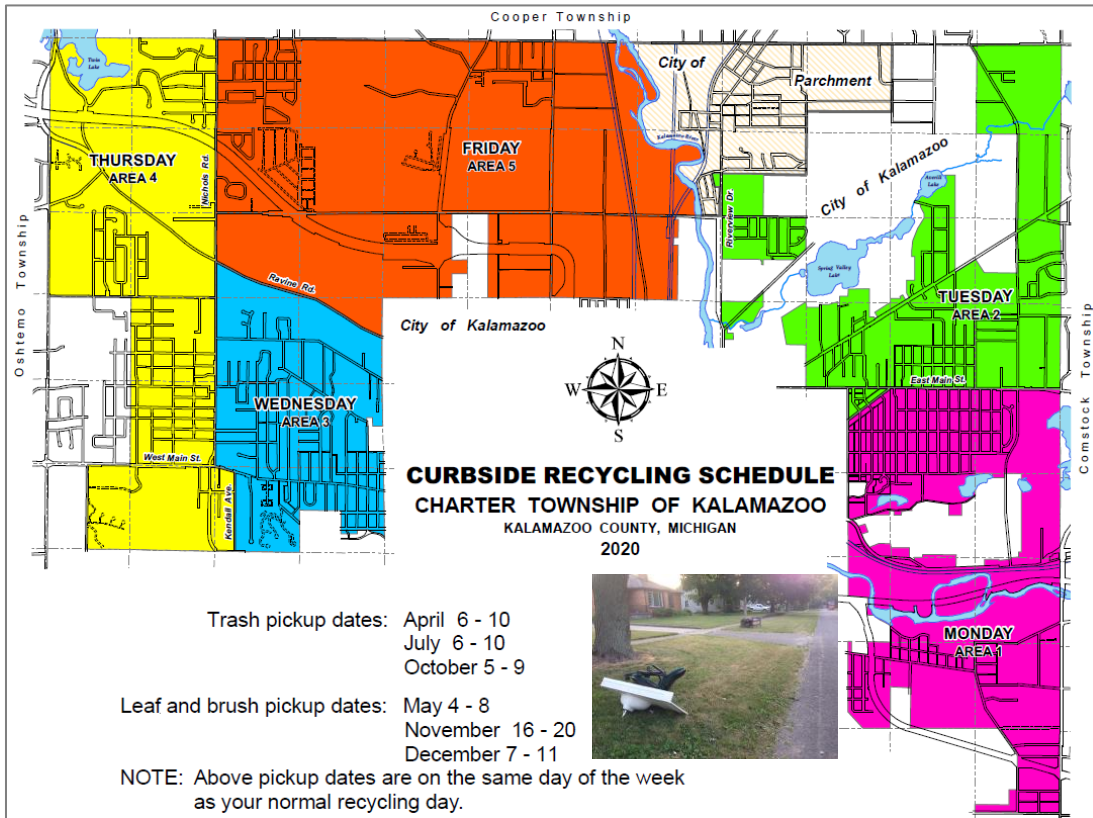 Cooper Township
Twin
Lake
City of
Parchment
Kalamazoo River
THURSDAY
AREA 4
Nichols Rd.
FRIDAY
AREA 5
City of Kalamazoo
Riverview Dr.
Spring Valley
Lake
Oshtemo Township
Ravine Rd.
City of Kalamazoo
TUESDAY
AREA 2
Comstock Township
East Main St.
N
W E
S
WEDNESDAY
AREA 3
West Main St.
Kendall Ave.
CURBSIDE RECYCLING SCHEDULE
CHARTER TOWNSHIP OF KALAMAZOO
KALAMAZOO COUNTY, MICHIGAN
2020
MONDAY
AREA 1
Trash pickup dates: April 6 - 10
July 6 - 10
October 5 - 9
Leaf and brush pickup dates: May 4 - 8
November 16 - 20
December 7 - 11
NOTE: Above pickup dates are on the same day of the week
as your normal recycling day.